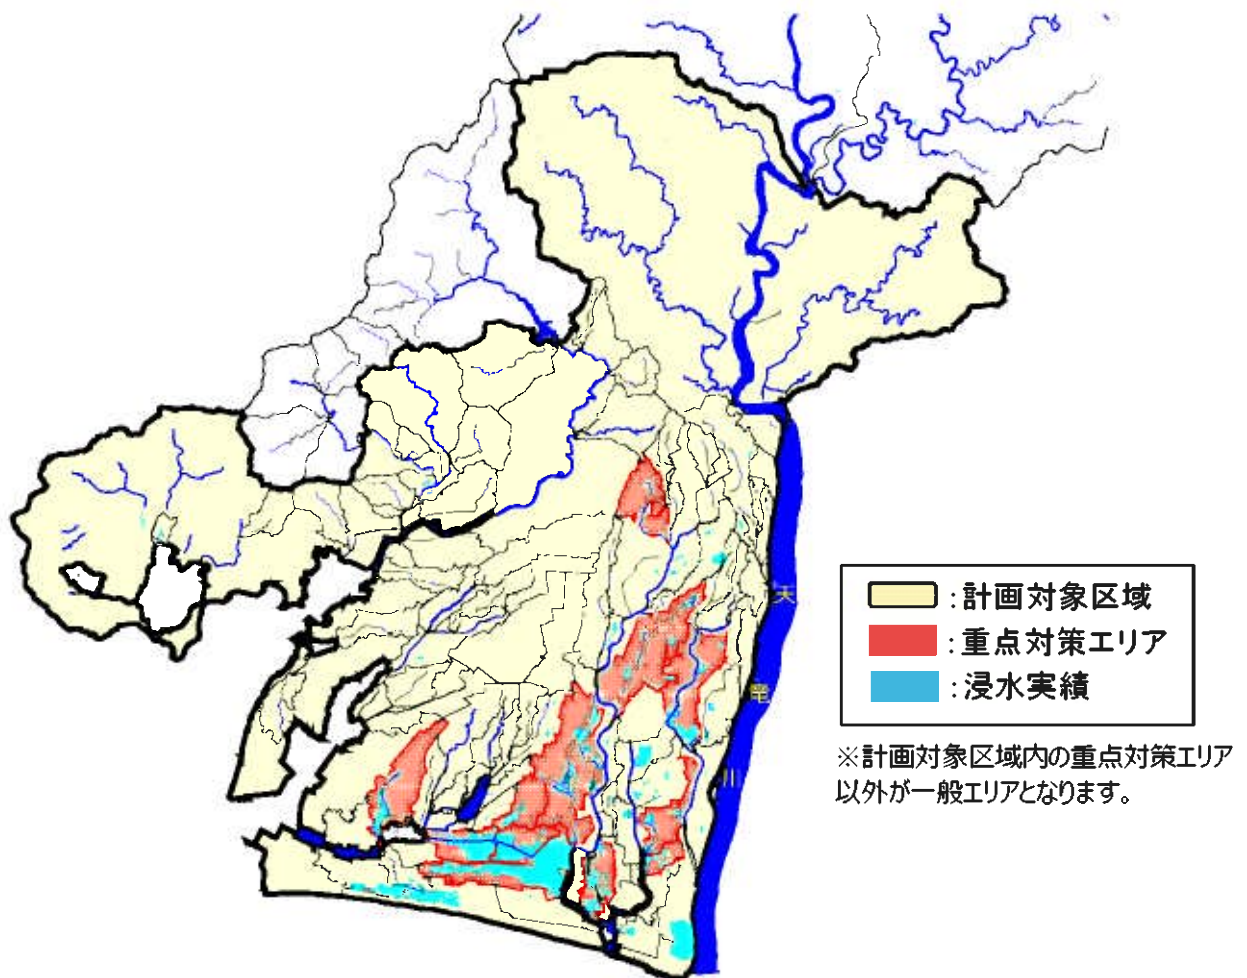 :計画対象区域
:重点対策エリア
:浸水実績
※計画対象区域内の重点対策エリア
以外が一般エリアとなります。
天
竜
川